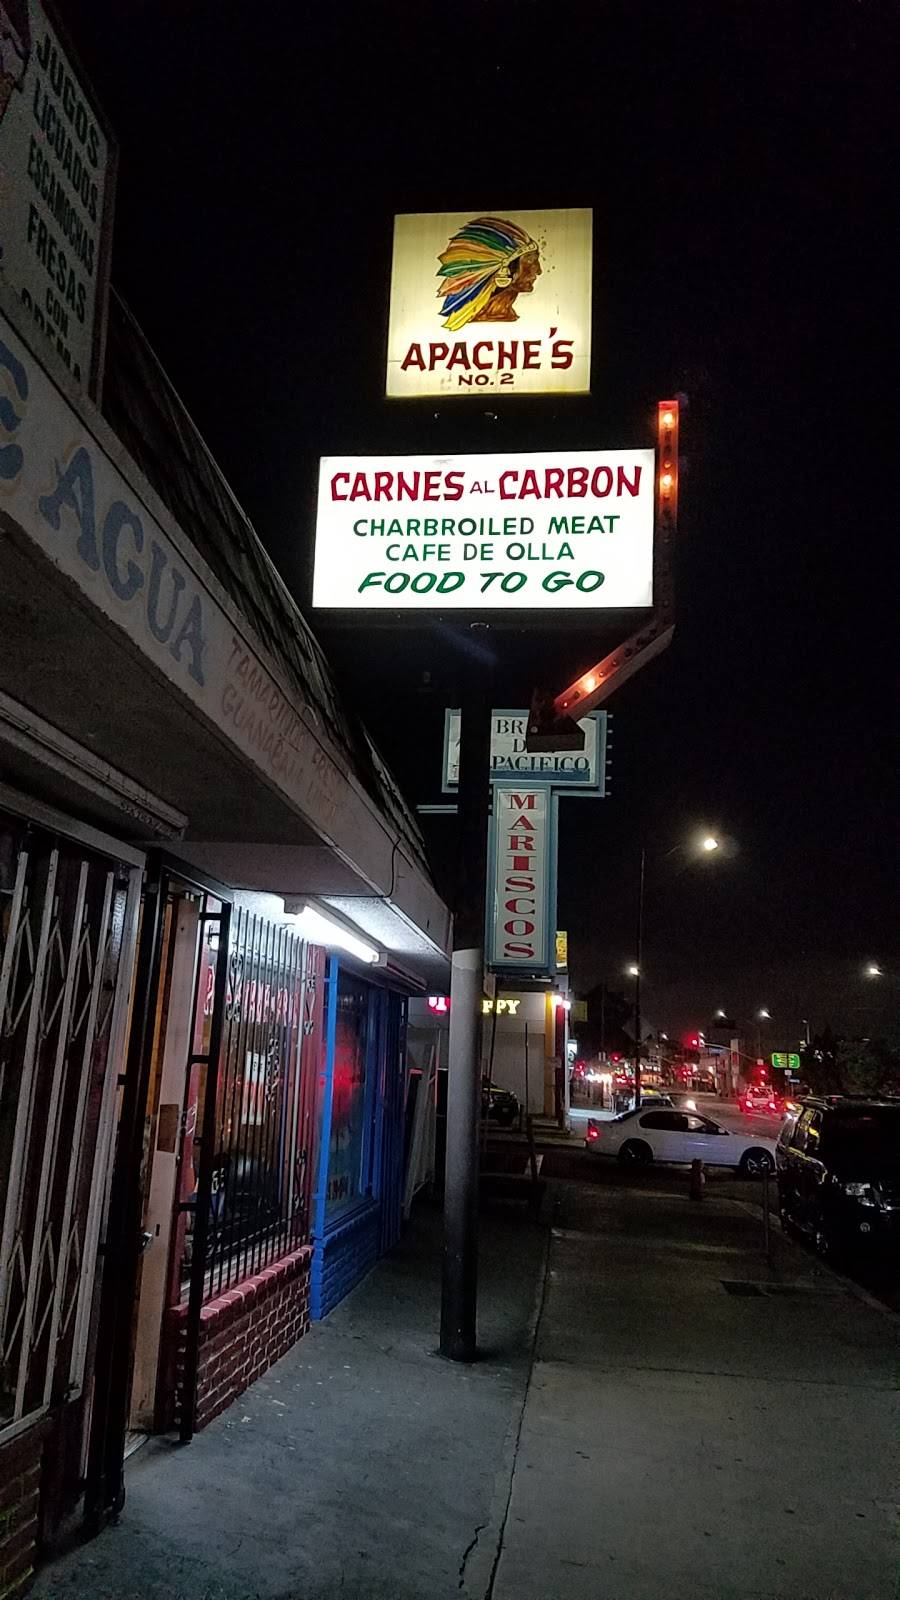 JUGOS
LICUADOS
ESCAMOCHAS
FRESAS
CON
AGUA
APACHE'S
NO. 2
CARNES AL CARBON
CHARBROILED MEAT
CAFE DE OLLA
FOOD TO GO
PACIFICO
MARISCOS